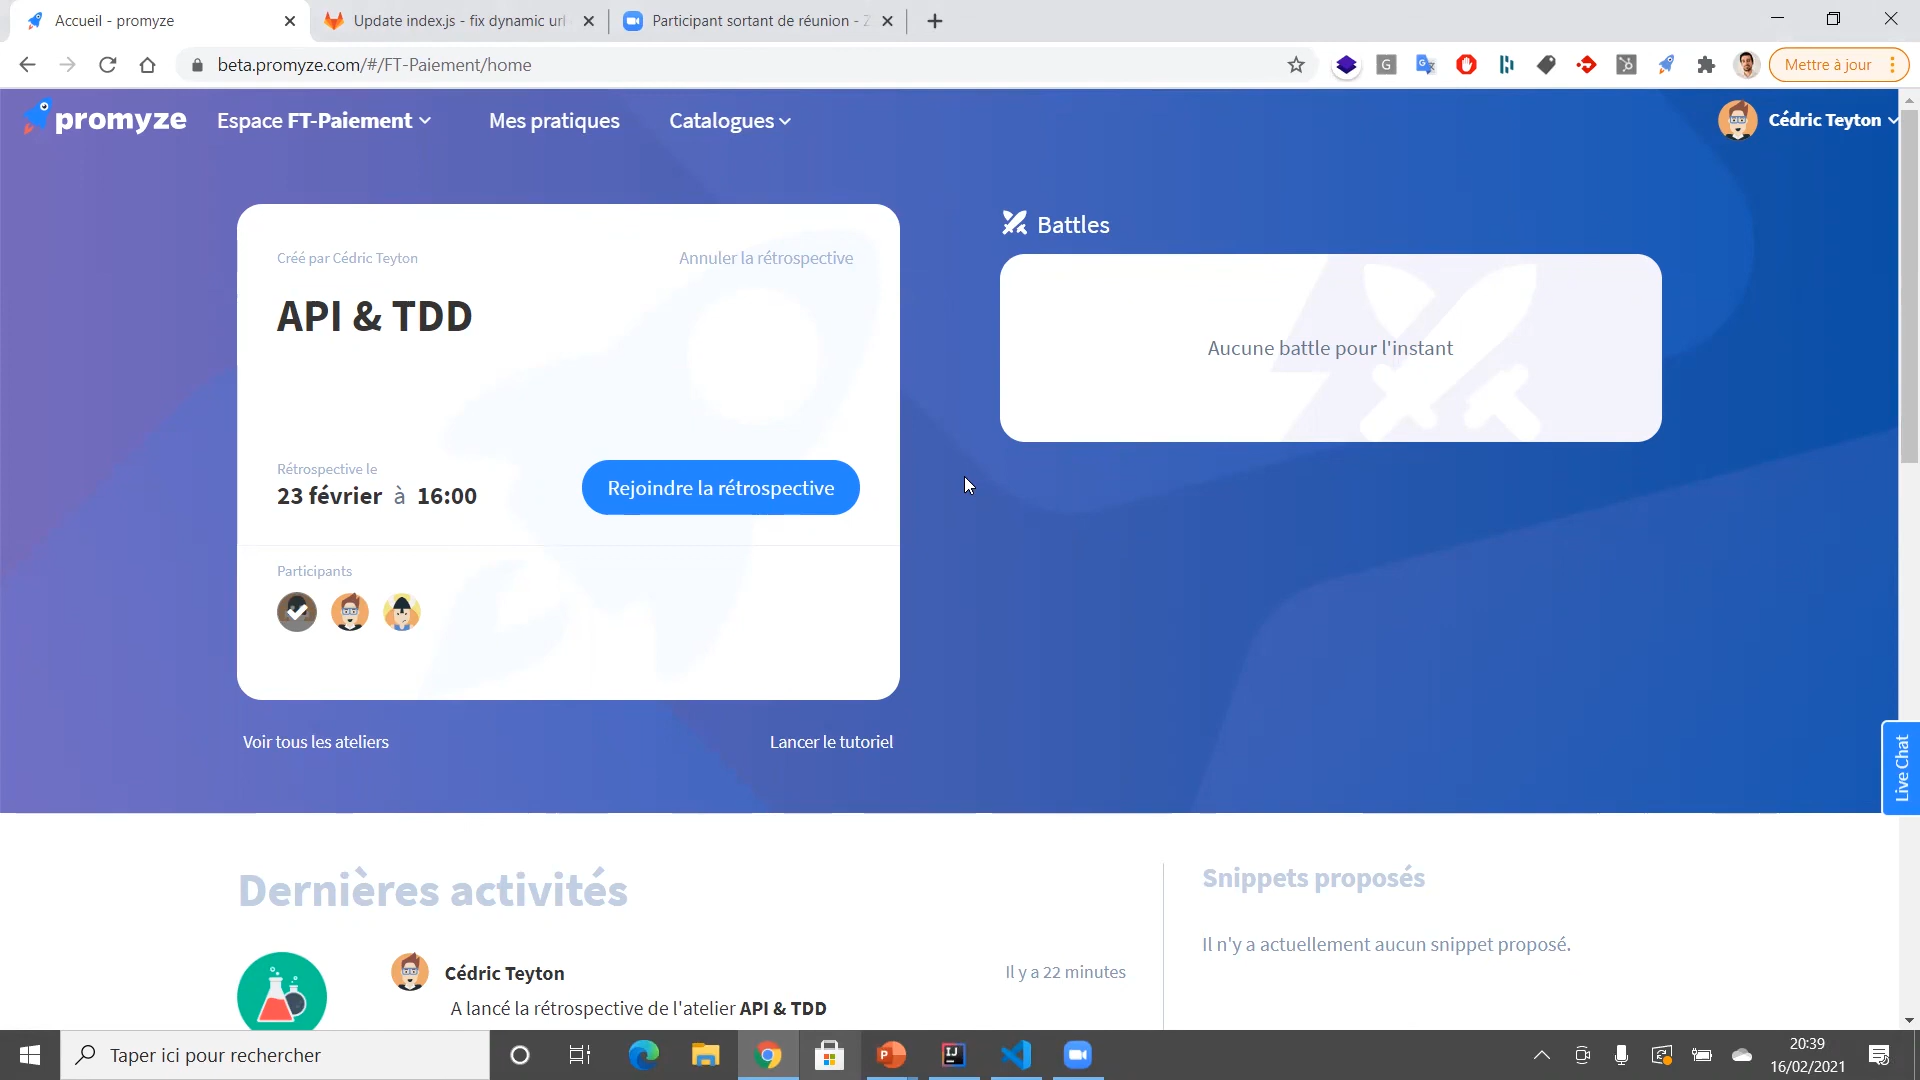 Accueil - promyze
Update index.js - fix dynamic url
Participant sortant de réunion - Z
beta.promyze.com/#/FT-Paiement/home
Mettre à jour
promyze
Espace FT-Paiement
Mes pratiques
Catalogues
Cédric Teyton
Créé par Cédric Teyton
Annuler la rétrospective
API & TDD
Rétrospective le
23 février à 16:00
Rejoindre la rétrospective
Participants
Voir tous les ateliers
Lancer le tutoriel
Battles
Aucune battle pour l'instant
Live Chat
Dernières activités
Cédric Teyton
Il y a 22 minutes
A lancé la rétrospective de l'atelier API & TDD
Snippets proposés
Il n'y a actuellement aucun snippet proposé.
Taper ici pour rechercher
20:39
16/02/2021